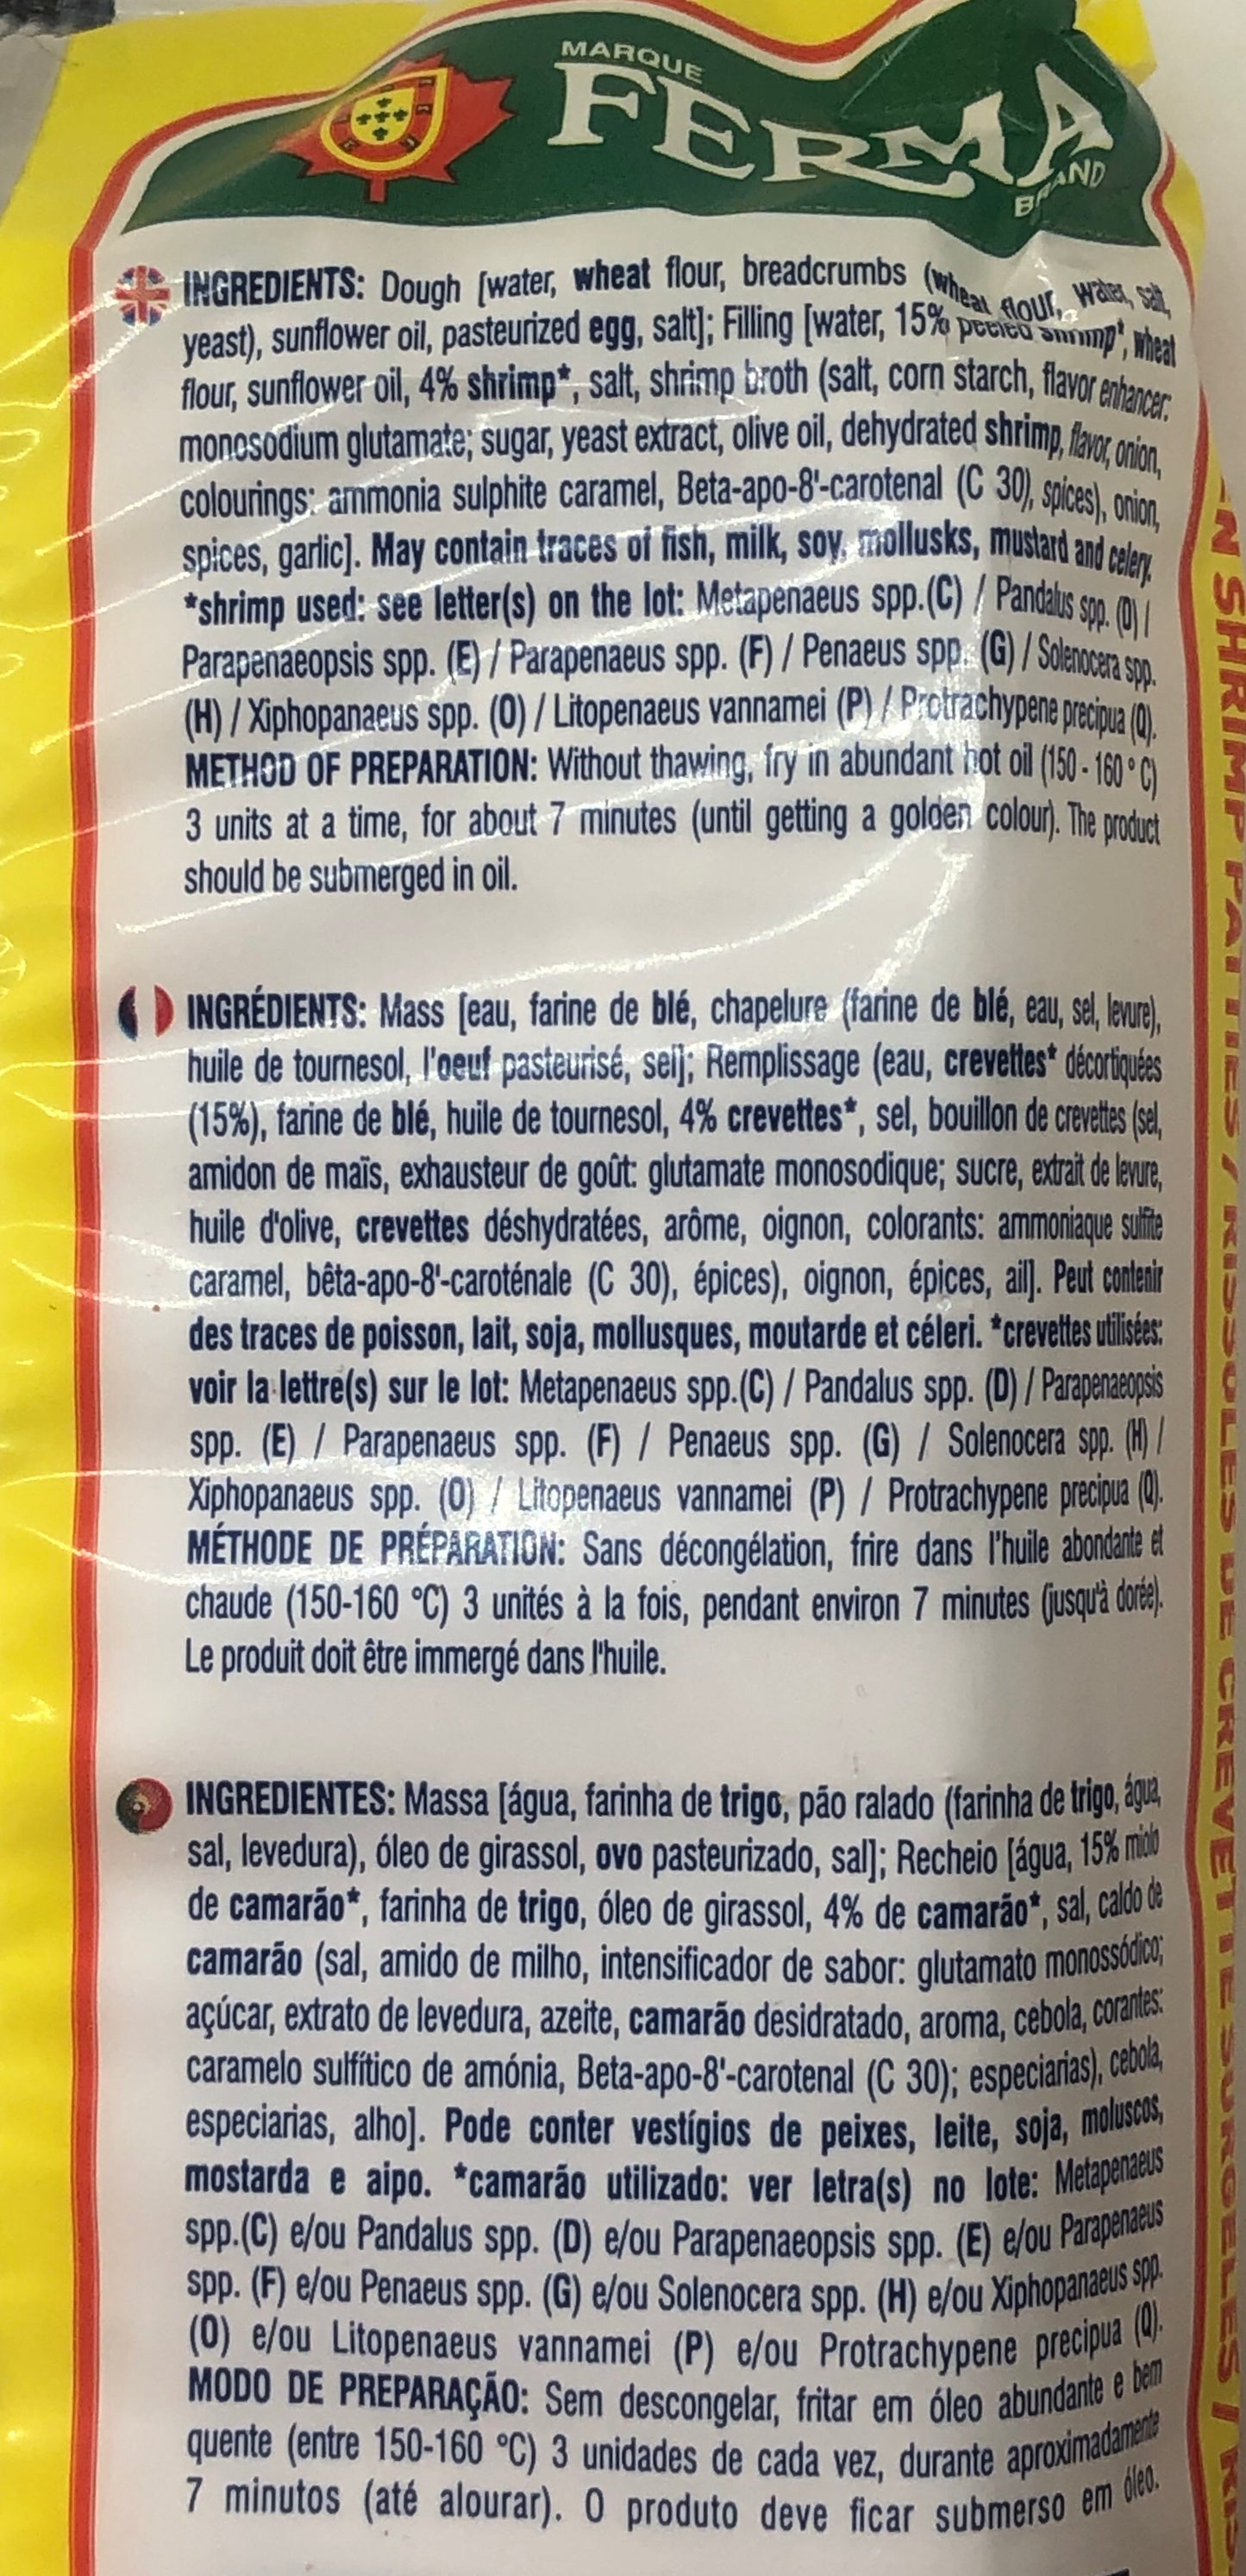 MARQUE
FERMA
BRAND
INGREDIENTS: Dough [water, wheat flour, breadcrumbs (wheat flour, water, salt,
yeast), sunflower oil, pasteurized egg, salt]; Filling [water, 15% peeled shrimp*, wheat
flour, sunflower oil, 4% shrimp*, salt, shrimp broth (salt, corn starch, flavor enhancer:
monosodium glutamate; sugar, yeast extract, olive oil, dehydrated shrimp, flavor, onion,
colourings: ammonia sulphite caramel, Beta-apo-8'-carotenal (C 30), spices), onion,
spices, garlic]. May contain traces of fish, milk, soy, mollusks, mustard and celery.
*shrimp used: see letter(s) on the lot: Metapenaeus spp.(C) / Pandalus spp. (D) /
Parapenaeopsis spp. (E) / Parapenaeus spp. (F) / Penaeus spp. (G) / Solenocera spp.
(H) / Xiphopanaeus spp. (O) / Litopenaeus vannamei (P) / Protrachypene precipua (Q).
METHOD OF PREPARATION: Without thawing, fry in abundant hot oil (150 - 160 ° C)
3 units at a time, for about 7 minutes (until getting a golden colour). The product
should be submerged in oil.
INGRÉDIENTS: Mass [eau, farine de blé, chapelure (farine de blé, eau, sel, levure),
huile de tournesol, l'oeuf pasteurisé, sel]; Remplissage (eau, crevettes* décortiquées
(15%), farine de blé, huile de tournesol, 4% crevettes*, sel, bouillon de crevettes (sel,
amidon de maïs, exhausteur de goût: glutamate monosodique; sucre, extrait de levure,
huile d'olive, crevettes déshydratées, arôme, oignon, colorants: ammoniaque sulfite
caramel, bêta-apo-8'-caroténale (C 30), épices), oignon, épices, ail]. Peut contenir
des traces de poisson, lait, soja, mollusques, moutarde et céleri. *crevettes utilisées:
voir la lettre(s) sur le lot: Metapenaeus spp.(C) / Pandalus spp. (D) / Parapenaeopsis
spp. (E) / Parapenaeus spp. (F) / Penaeus spp. (G) / Solenocera spp. (H) /
Xiphopanaeus spp. (O) / Litopenaeus vannamei (P) / Protrachypene precipua (Q).
MÉTHODE DE PRÉPARATION: Sans décongélation, frire dans l'huile abondante et
chaude (150-160 °C) 3 unités à la fois, pendant environ 7 minutes (jusqu'à dorée).
Le produit doit être immergé dans l'huile.
INGREDIENTES: Massa [água, farinha de trigo, pão ralado (farinha de trigo, água,
sal, levedura), óleo de girassol, ovo pasteurizado, sal]; Recheio [água, 15% miolo
de camarão*, farinha de trigo, óleo de girassol, 4% de camarão*, sal, caldo de
camarão (sal, amido de milho, intensificador de sabor: glutamato monossódico;
açúcar, extrato de levedura, azeite, camarão desidratado, aroma, cebola, corantes:
caramelo sulfítico de amónia, Beta-apo-8'-carotenal (C 30); especiarias), cebola,
especiarias, alho]. Pode conter vestígios de peixes, leite, soja, moluscos,
mostarda e aipo. *camarão utilizado: ver letra(s) no lote: Metapenaeus
spp.(C) e/ou Pandalus spp. (D) e/ou Parapenaeopsis spp. (E) e/ou Parapenaeus
spp. (F) e/ou Penaeus spp. (G) e/ou Solenocera spp. (H) e/ou Xiphopanaeus spp.
(O) e/ou Litopenaeus vannamei (P) e/ou Protrachypene precipua (Q).
MODO DE PREPARAÇÃO: Sem descongelar, fritar em óleo abundante e bem
quente (entre 150-160 °C) 3 unidades de cada vez, durante aproximadamente
7 minutos (até alourar). O produto deve ficar submerso em óleo.
SHRIMP PATTIES / RISSOLES DE CREVETTE SURGELÉS /